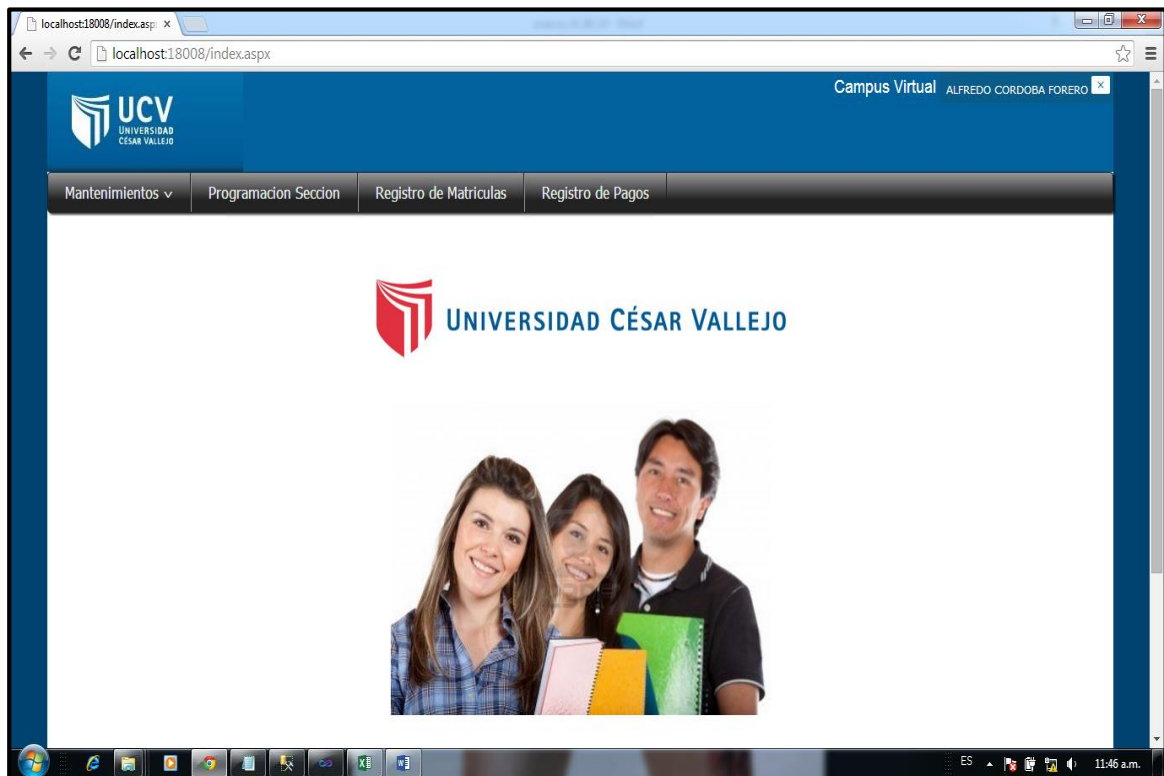 localhost:18008/index.asp
localhost:18008/index.aspx
Campus Virtual ALFREDO CORDOBA FORERO
UCV
UNIVERSIDAD
CÉSAR VALLEJO
Mantenimientos Programacion Seccion Registro de Matriculas Registro de Pagos
UNIVERSIDAD CÉSAR VALLEJO
ES 11:46 a.m.